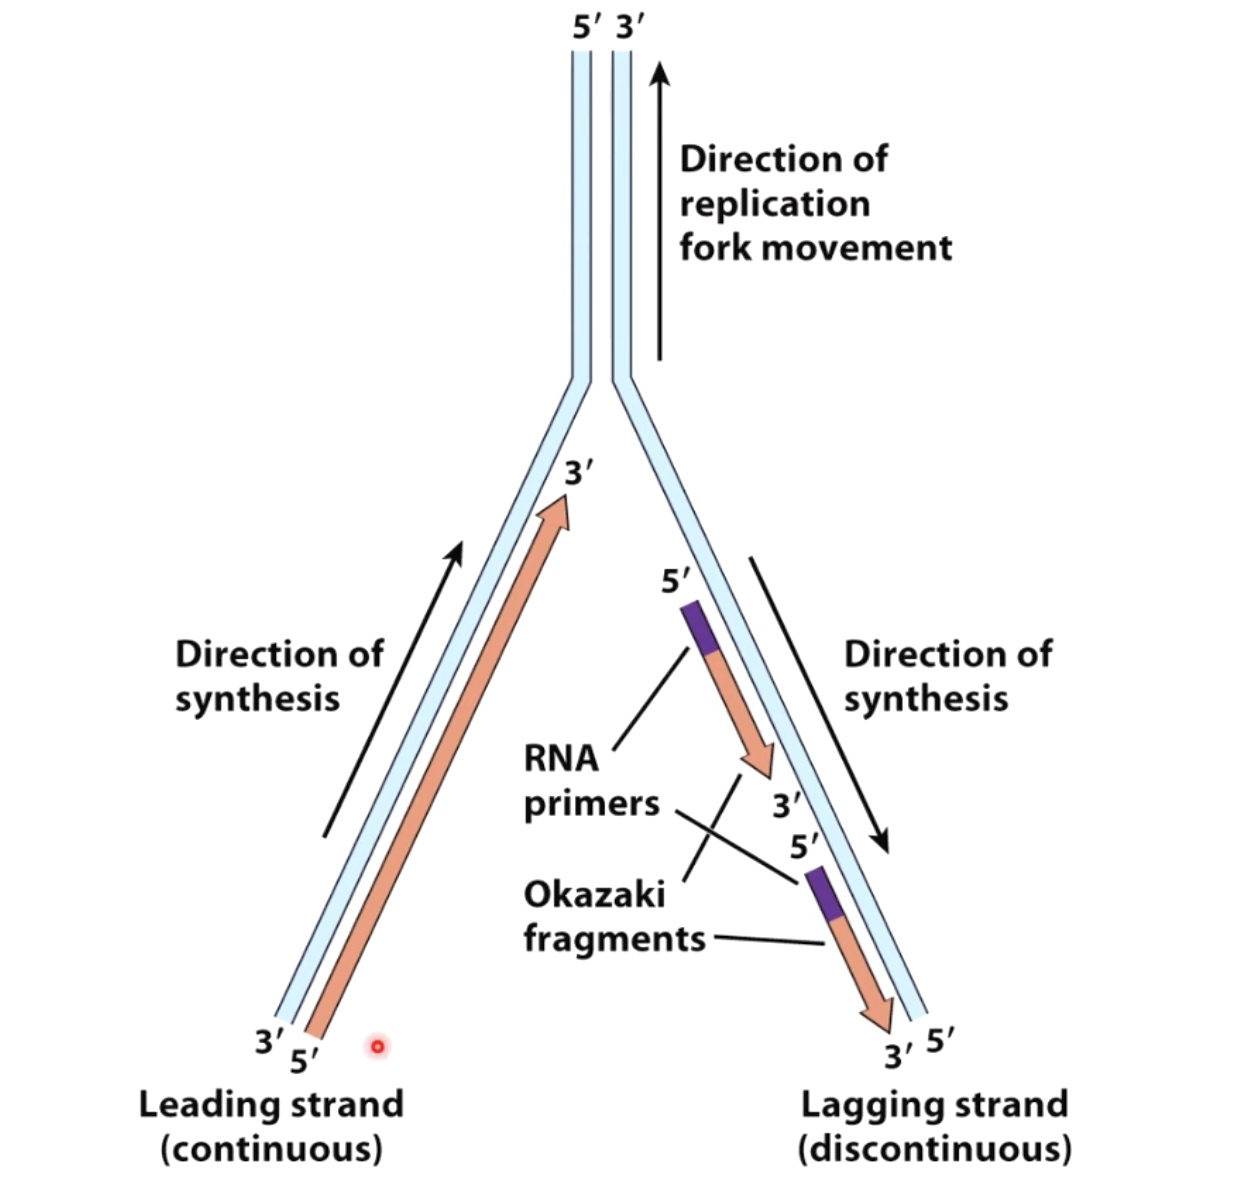 5′ 3′
Direction of
replication
fork movement
3′
5′
Direction of
synthesis
Direction of
synthesis
RNA
primers
3′
5′
Okazaki
fragments
3′
5′
3′
5′
Leading strand
(continuous)
Lagging strand
(discontinuous)